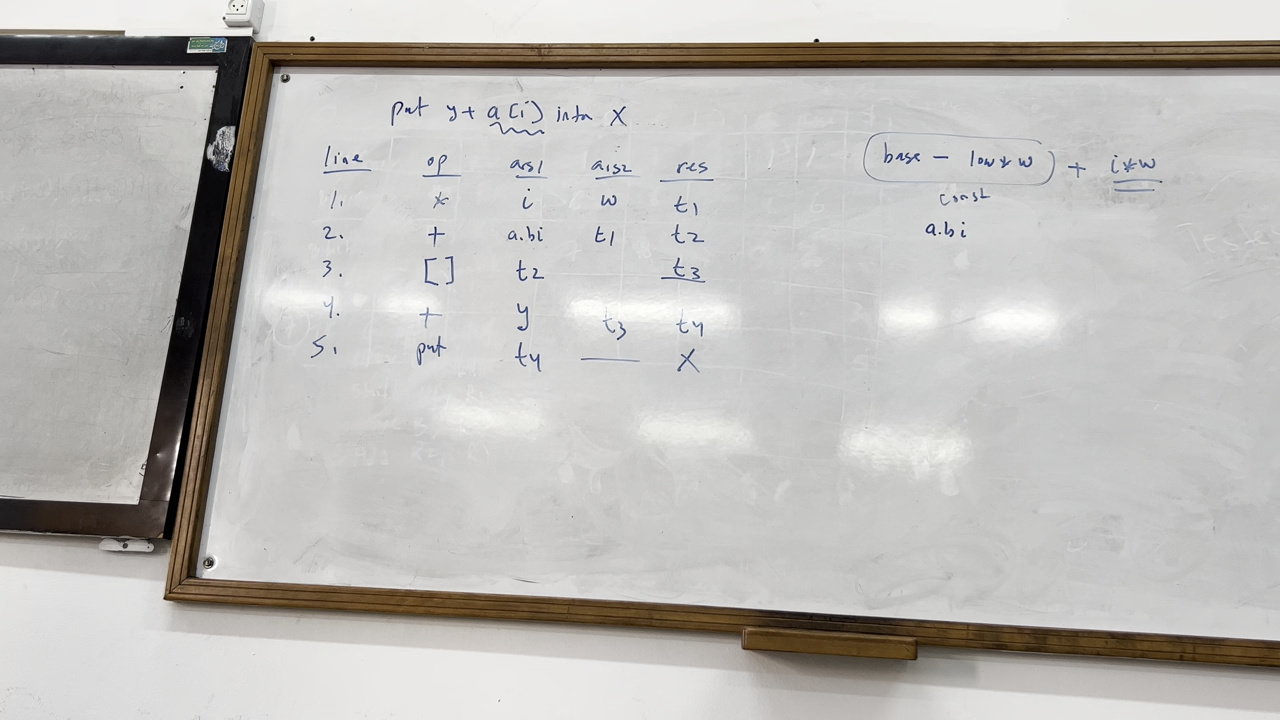 put y + a[i] into X
line op arg1 arg2 res
1. * i w t1
2. + a.bi t1 t2
3. [] t2 t3
4. + y t3 t4
5. put t4 — X
base - low*w + i*w
const
a.bi